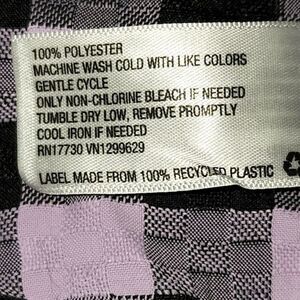 100% POLYESTER
MACHINE WASH COLD WITH LIKE COLORS
GENTLE CYCLE
ONLY NON-CHLORINE BLEACH IF NEEDED
TUMBLE DRY LOW, REMOVE PROMPTLY
COOL IRON IF NEEDED
RN17730 VN1299629
LABEL MADE FROM 100% RECYCLED PLASTIC